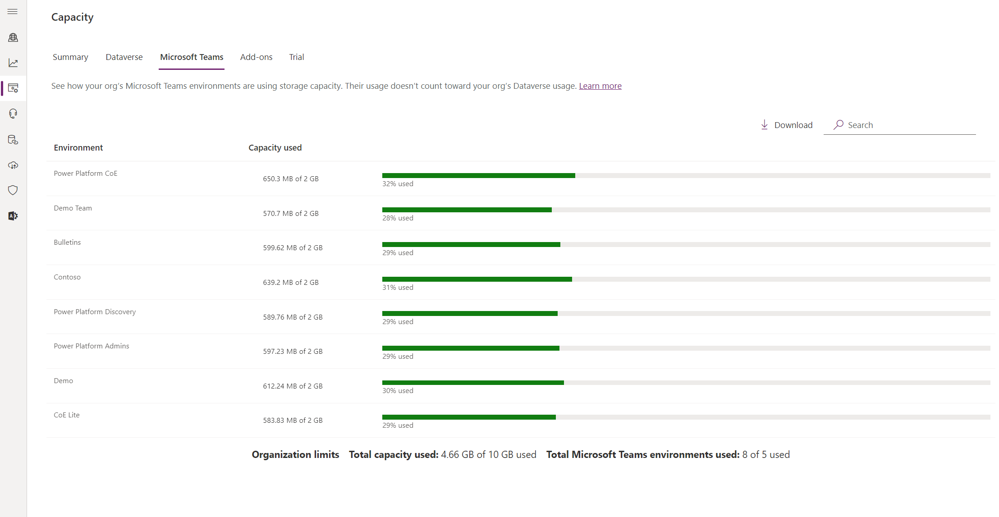 Capacity
Summary Dataverse Microsoft Teams Add-ons Trial
See how your org’s Microsoft Teams environments are using storage capacity. Their usage doesn’t count toward your org’s Dataverse usage. Learn more
Download Search
Environment Capacity used
Power Platform CoE 650.3 MB of 2 GB
32% used
Demo Team 570.7 MB of 2 GB
28% used
Bulletins 599.62 MB of 2 GB
29% used
Contoso 639.2 MB of 2 GB
31% used
Power Platform Discovery 589.76 MB of 2 GB
29% used
Power Platform Admins 597.23 MB of 2 GB
29% used
Demo 612.24 MB of 2 GB
30% used
CoE Lite 583.83 MB of 2 GB
29% used
Organization limits Total capacity used: 4.66 GB of 10 GB used Total Microsoft Teams environments used: 8 of 5 used